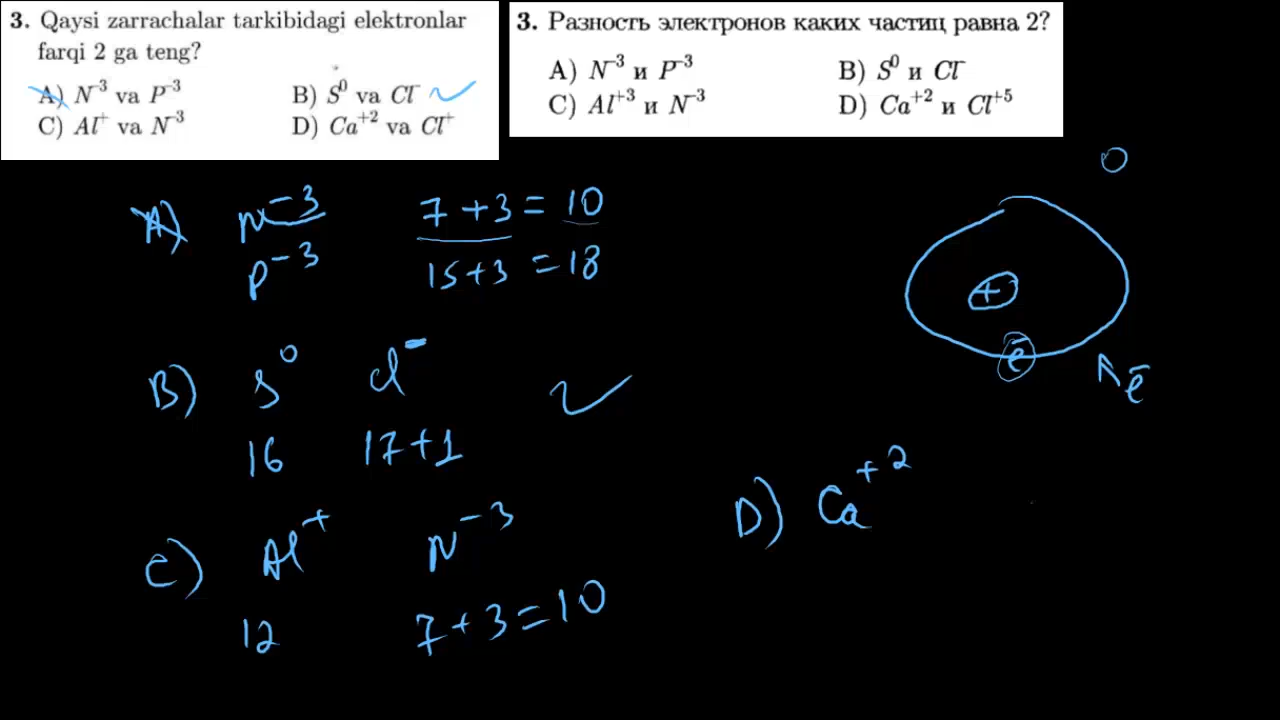 3. Qaysi zarrachalar tarkibidagi elektronlar
farqi 2 ga teng?
A) N⁻³ va P⁻³ B) S⁰ va Cl⁻
C) Al⁺ va N⁻³ D) Ca⁺² va Cl⁺
3. Разность электронов каких частиц равна 2?
A) N⁻³ и P⁻³ B) S⁰ и Cl⁻
C) Al⁺³ и N⁻³ D) Ca⁺² и Cl⁺⁵
A) N⁻³ 7 + 3 = 10
P⁻³ 15 + 3 = 18
B) S⁰ Cl⁻
16 17 + 1
C) Al⁺ N⁻³
12 7 + 3 = 10
0
+
ē
ē
D) Ca⁺²